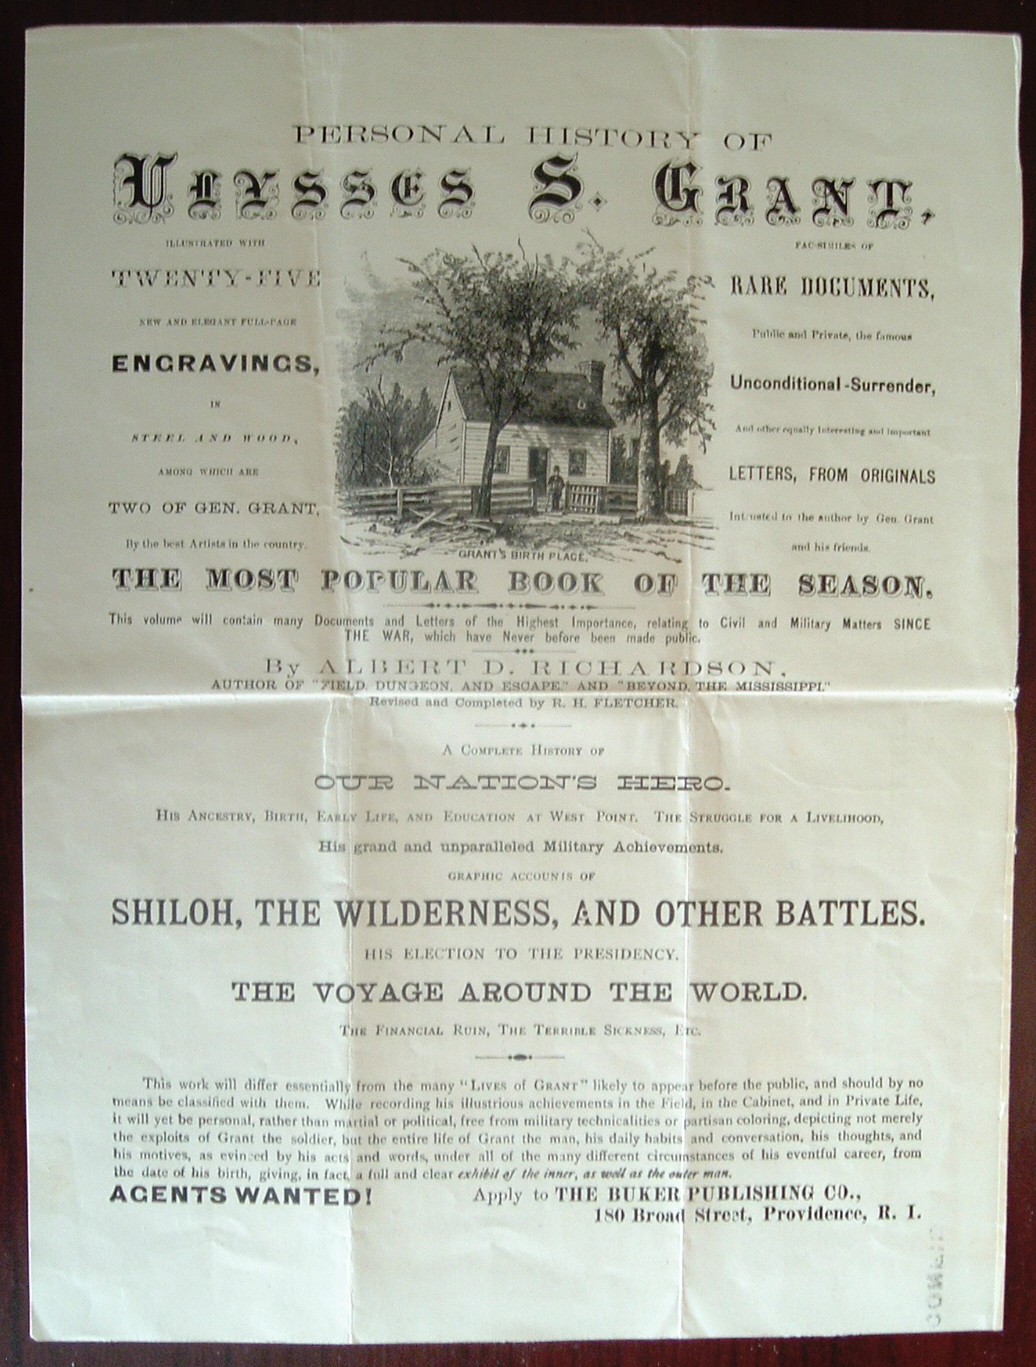 PERSONAL HISTORY OF
ULYSSES S. GRANT,
ILLUSTRATED WITH
TWENTY-FIVE
NEW AND ELEGANT FULL-PAGE
ENGRAVINGS,
IN
STEEL AND WOOD,
AMONG WHICH ARE
TWO OF GEN. GRANT,
By the best Artists in the country.
FAC-SIMILES OF
RARE DOCUMENTS,
Public and Private, the famous
Unconditional-Surrender,
And other equally Interesting and Important
LETTERS, FROM ORIGINALS
Intrusted to the author by Gen. Grant
and his friends.
GRANT'S BIRTH PLACE.
THE MOST POPULAR BOOK OF THE SEASON.
This volume will contain many Documents and Letters of the Highest Importance, relating to Civil and Military Matters SINCE
THE WAR, which have Never before been made public.
By ALBERT D. RICHARDSON,
AUTHOR OF "FIELD, DUNGEON, AND ESCAPE," AND "BEYOND THE MISSISSIPPI."
Revised and Completed by R. H. FLETCHER.
A COMPLETE HISTORY OF
OUR NATION'S HERO.
HIS ANCESTRY, BIRTH, EARLY LIFE, AND EDUCATION AT WEST POINT. THE STRUGGLE FOR A LIVELIHOOD,
His grand and unparalleled Military Achievements.
GRAPHIC ACCOUNTS OF
SHILOH, THE WILDERNESS, AND OTHER BATTLES.
HIS ELECTION TO THE PRESIDENCY.
THE VOYAGE AROUND THE WORLD.
THE FINANCIAL RUIN, THE TERRIBLE SICKNESS, ETC.
This work will differ essentially from the many "LIVES of GRANT" likely to appear before the public, and should by no
means be classified with them. While recording his illustrious achievements in the Field, in the Cabinet, and in Private Life,
it will yet be personal, rather than martial or political, free from military technicalities or partisan coloring, depicting not merely
the exploits of Grant the soldier, but the entire life of Grant the man, his daily habits and conversation, his thoughts, and
his motives, as evinced by his acts and words, under all of the many different circumstances of his eventful career, from
the date of his birth, giving, in fact, a full and clear exhibit of the inner, as well as the outer man.
AGENTS WANTED! Apply to THE BUKER PUBLISHING CO.,
180 Broad Street, Providence, R. I.